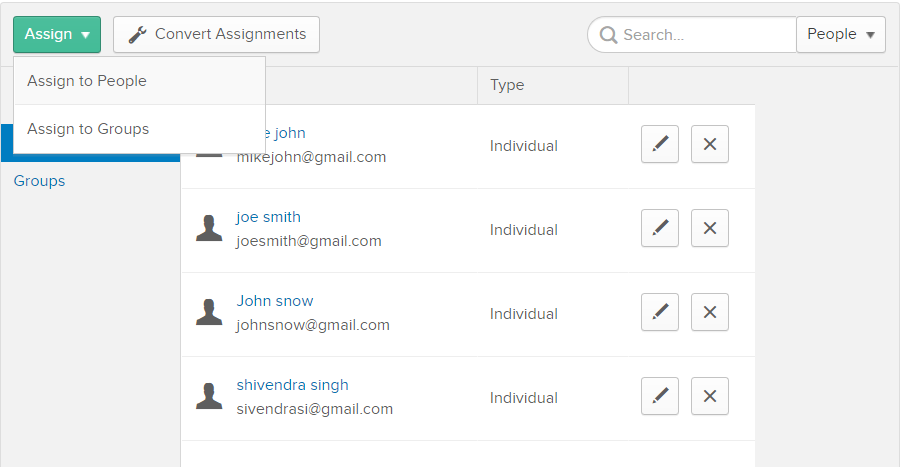 Assign
Convert Assignments
Search...
People
Assign to People
Type
Assign to Groups
john
mikejohn@gmail.com
Individual
Groups
joe smith
joesmith@gmail.com
Individual
John snow
johnsnow@gmail.com
Individual
shivendra singh
sivendrasi@gmail.com
Individual